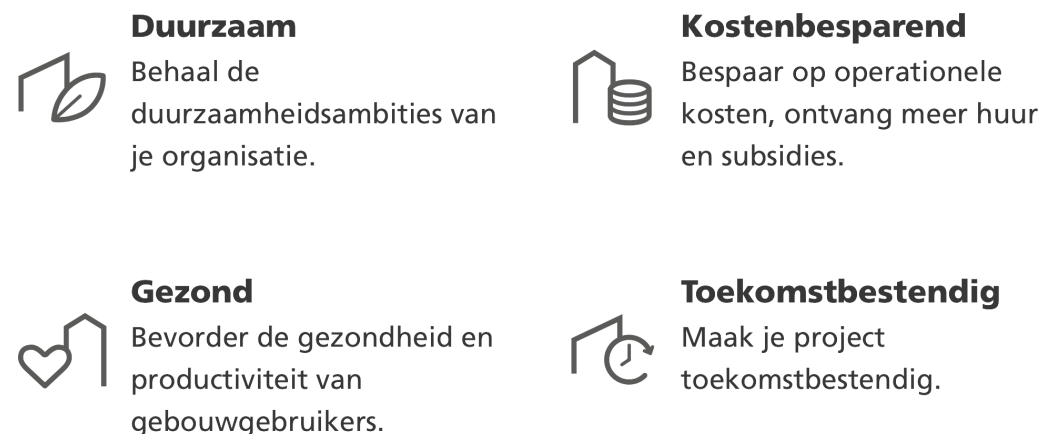 Duurzaam
Behaal de
duurzaamheidsambities van
je organisatie.
Kostenbesparend
Bespaar op operationele
kosten, ontvang meer huur
en subsidies.
Gezond
Bevorder de gezondheid en
productiviteit van
gebouwgebruikers.
Toekomstbestendig
Maak je project
toekomstbestendig.